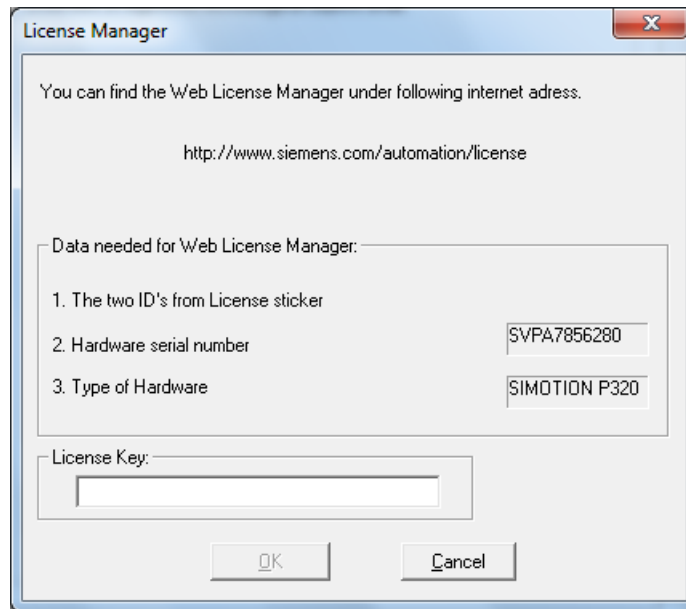 License Manager
You can find the Web License Manager under following internet adress.
http://www.siemens.com/automation/license
Data needed for Web License Manager:
1. The two ID's from License sticker
2. Hardware serial number
SVPA7856280
3. Type of Hardware
SIMOTION P320
License Key:
OK
Cancel